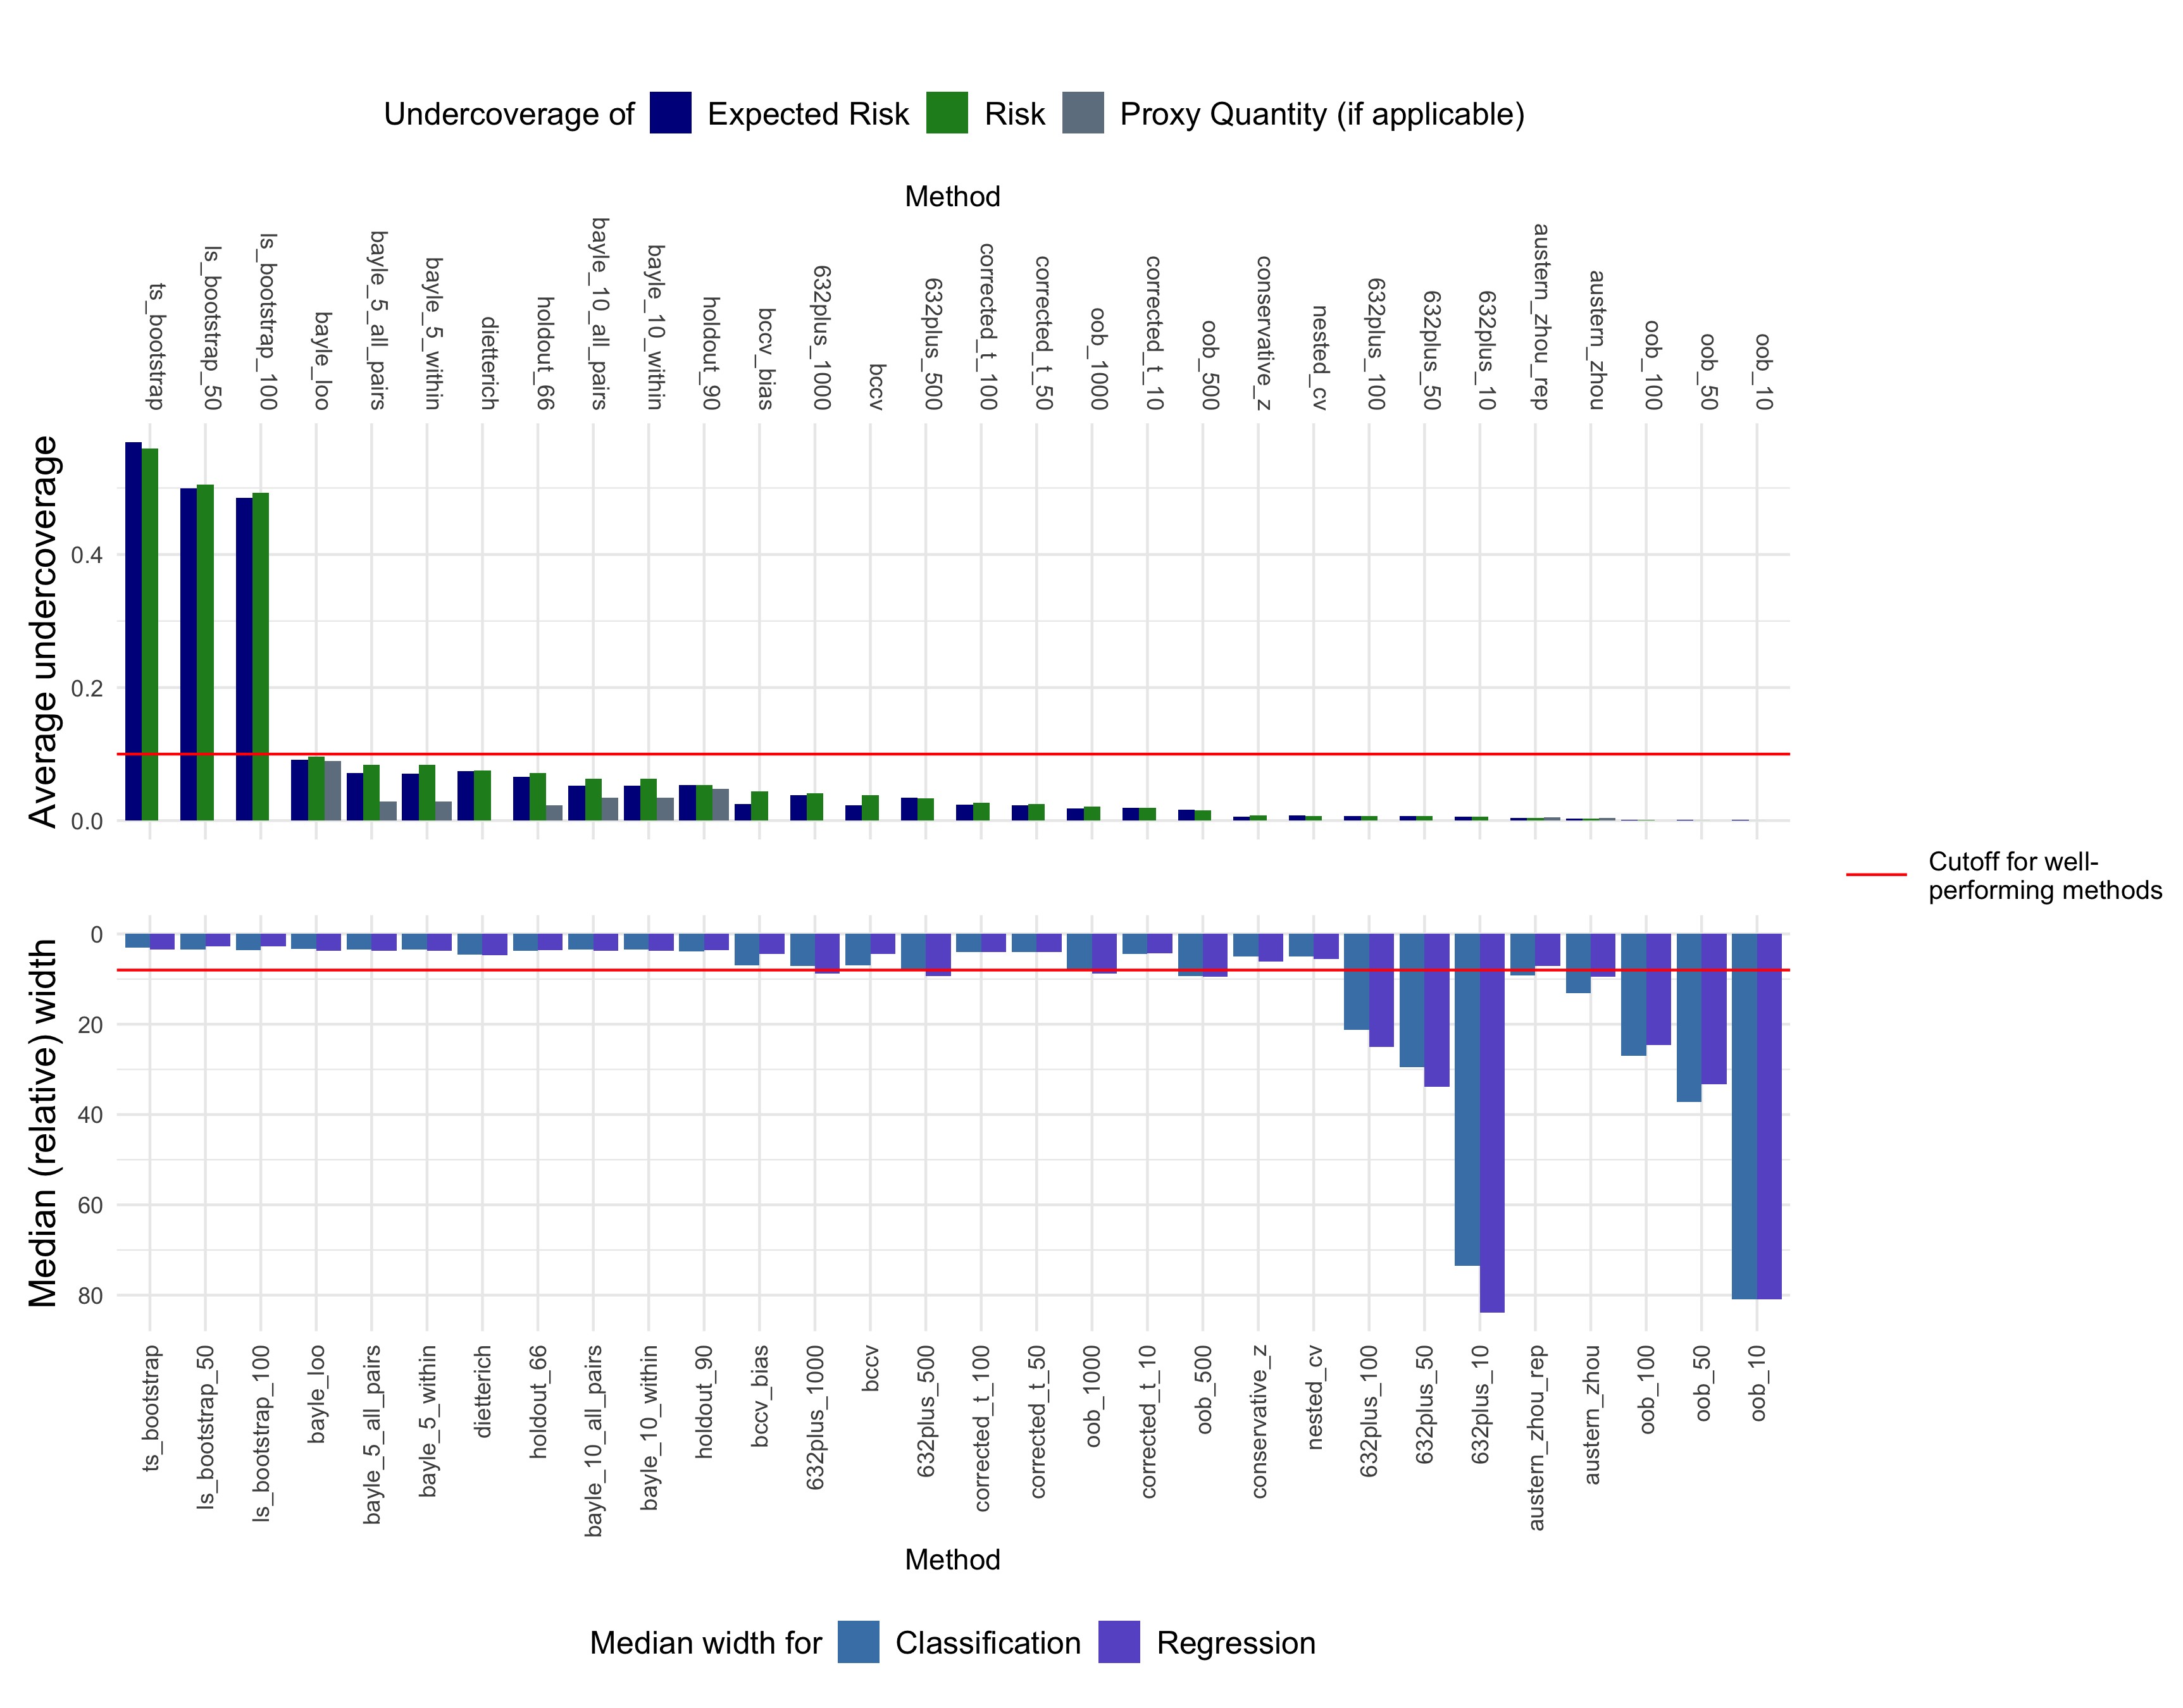 Undercoverage of Expected Risk Risk Proxy Quantity (if applicable)
Method
ts_bootstrap
ls_bootstrap_50
ls_bootstrap_100
bayle_loo
bayle_5_all_pairs
bayle_5_within
dietterich
holdout_66
bayle_10_all_pairs
bayle_10_within
holdout_90
bccv_bias
632plus_1000
bccv
632plus_500
corrected_t_100
corrected_t_50
oob_1000
corrected_t_10
oob_500
conservative_z
nested_cv
632plus_100
632plus_50
632plus_10
austern_zhou_rep
austern_zhou
oob_100
oob_50
oob_10
Average undercoverage
0.4
0.2
0.0
Cutoff for well-
performing methods
Median (relative) width
0
20
40
60
80
ts_bootstrap
ls_bootstrap_50
ls_bootstrap_100
bayle_loo
bayle_5_all_pairs
bayle_5_within
dietterich
holdout_66
bayle_10_all_pairs
bayle_10_within
holdout_90
bccv_bias
632plus_1000
bccv
632plus_500
corrected_t_100
corrected_t_50
oob_1000
corrected_t_10
oob_500
conservative_z
nested_cv
632plus_100
632plus_50
632plus_10
austern_zhou_rep
austern_zhou
oob_100
oob_50
oob_10
Method
Median width for Classification Regression